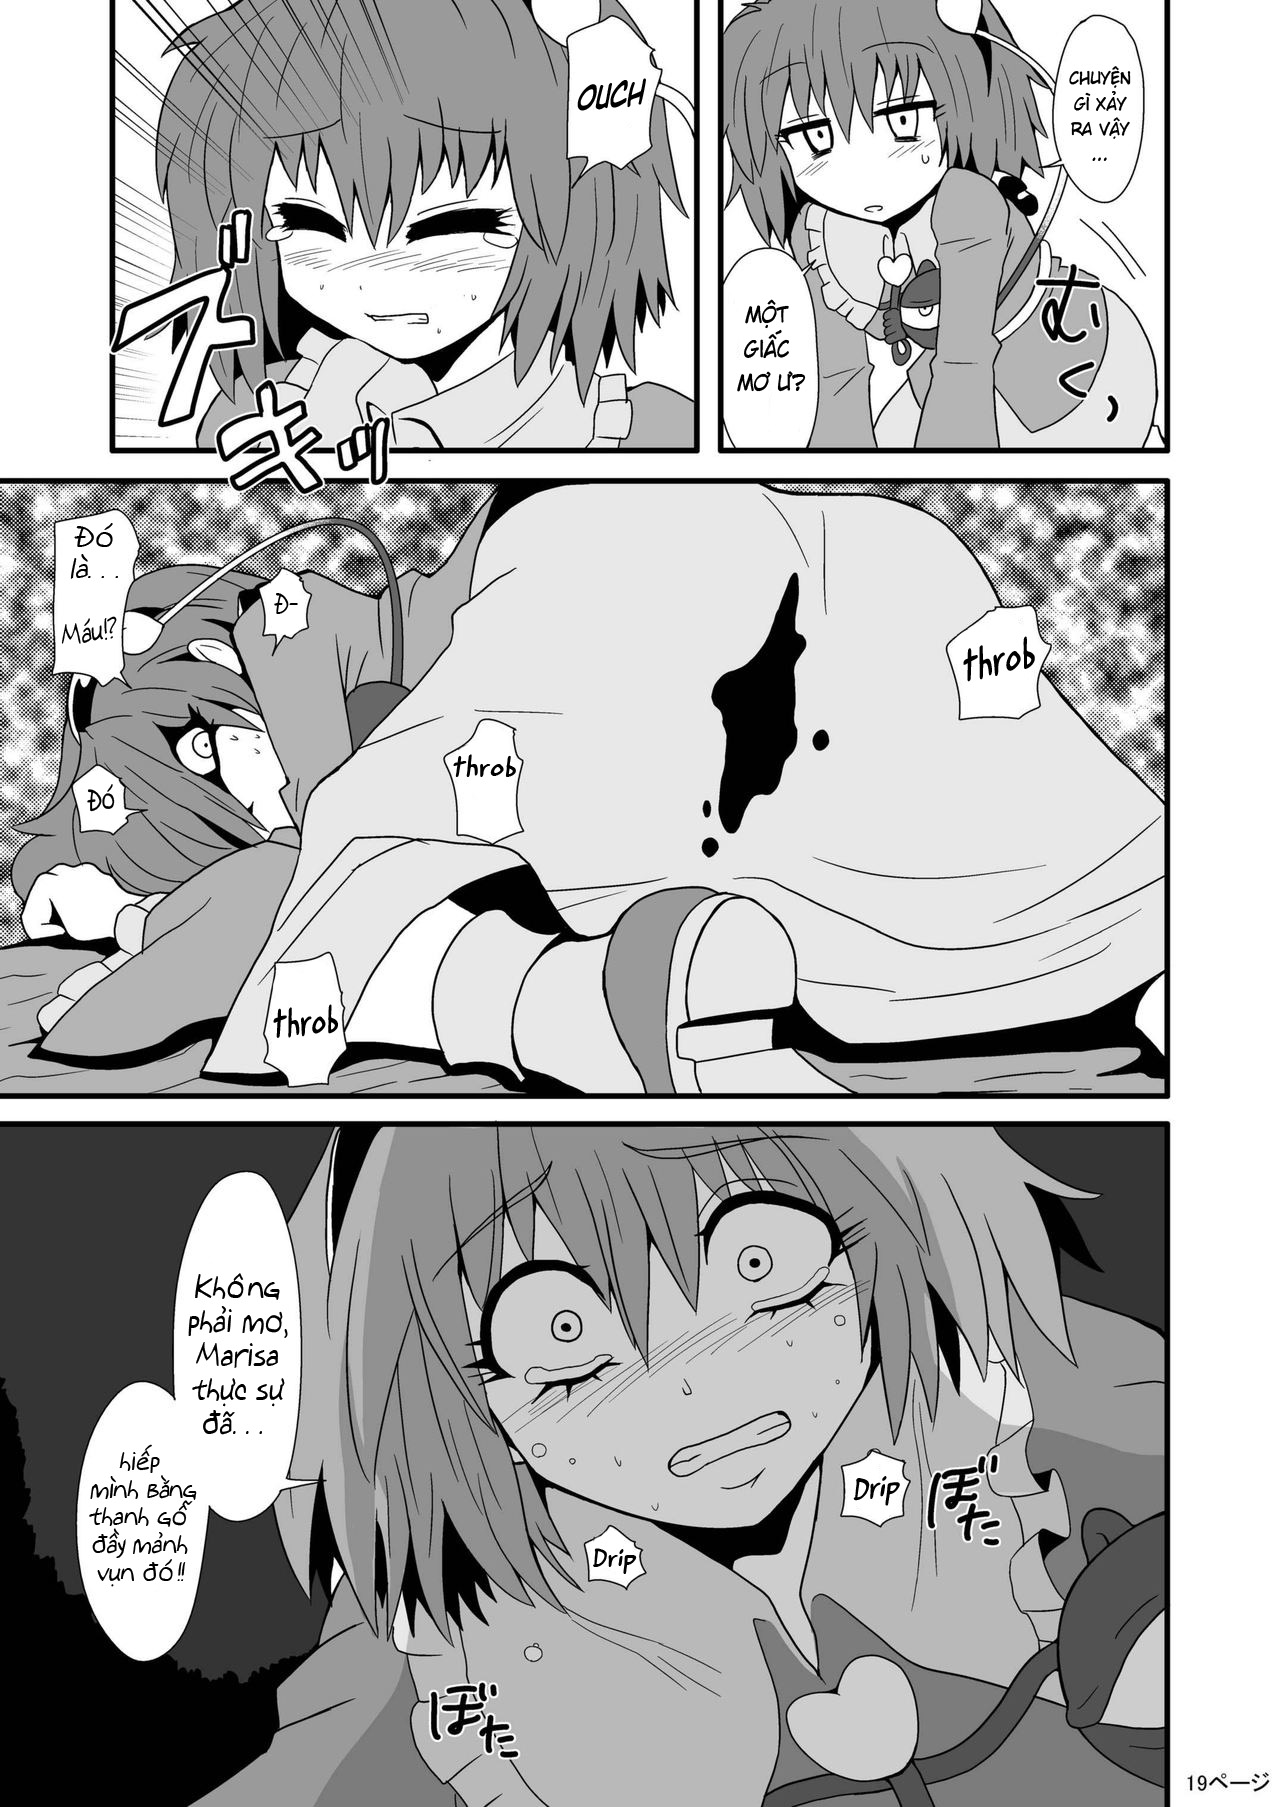 CHUYỆN
GÌ XẢY
RA VẬY
...
MỘT
GIẤC
MƠ Ư?
むく,
OUCH
ズキッ
Đ-
Đó
Đó
là...
Máu!?
throb
throb
throb
Không
phải mơ,
Marisa
thực sự
đã...
hiếp
mình bằng
thanh gỗ
đầy mảnh
vụn đó!!
Drip
ぼた
Drip
ぼた
19ページ